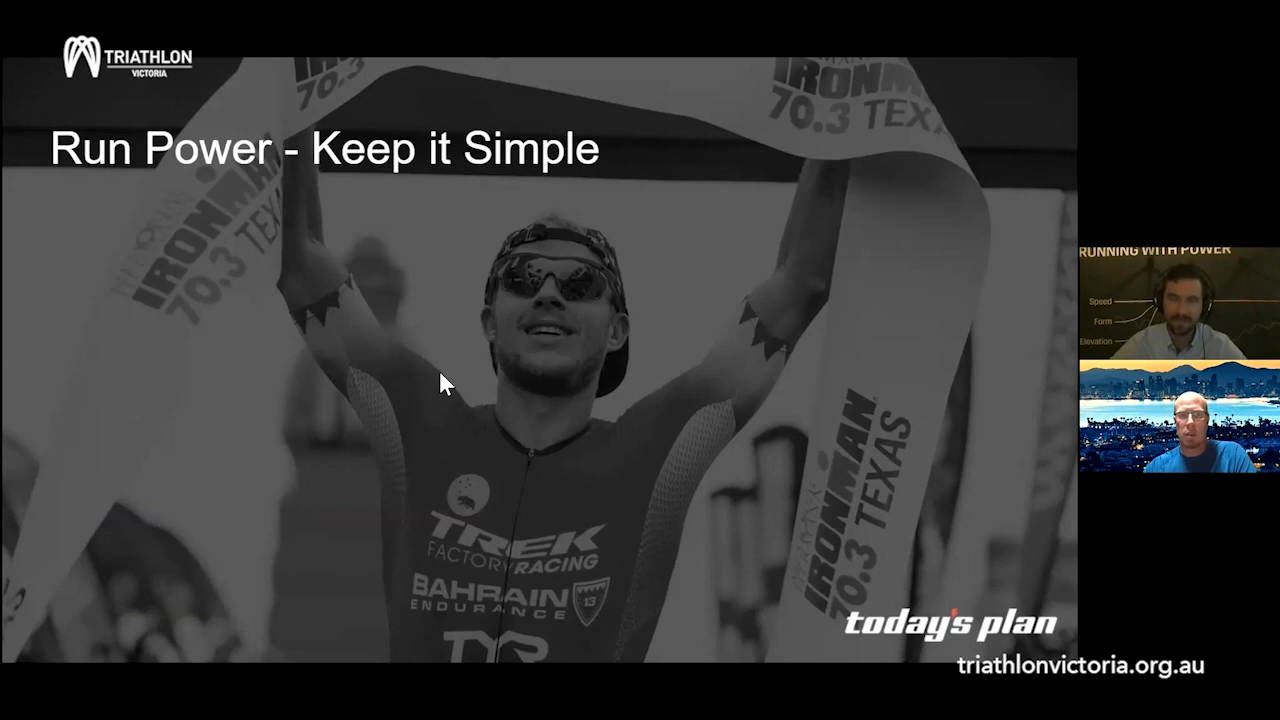 TRIATHLON
VICTORIA
Run Power - Keep it Simple
IRONMAN
70.3
IRONMAN
70.3 TEXAS
IRONMAN
70.3 TEXAS
RUNNING WITH POWER
Speed
Form
Elevation
IRONMAN
70.3 TEXAS
TREK
FACTORY RACING
BAHRAIN
ENDURANCE
13
TYR
today's plan
triathlonvictoria.org.au